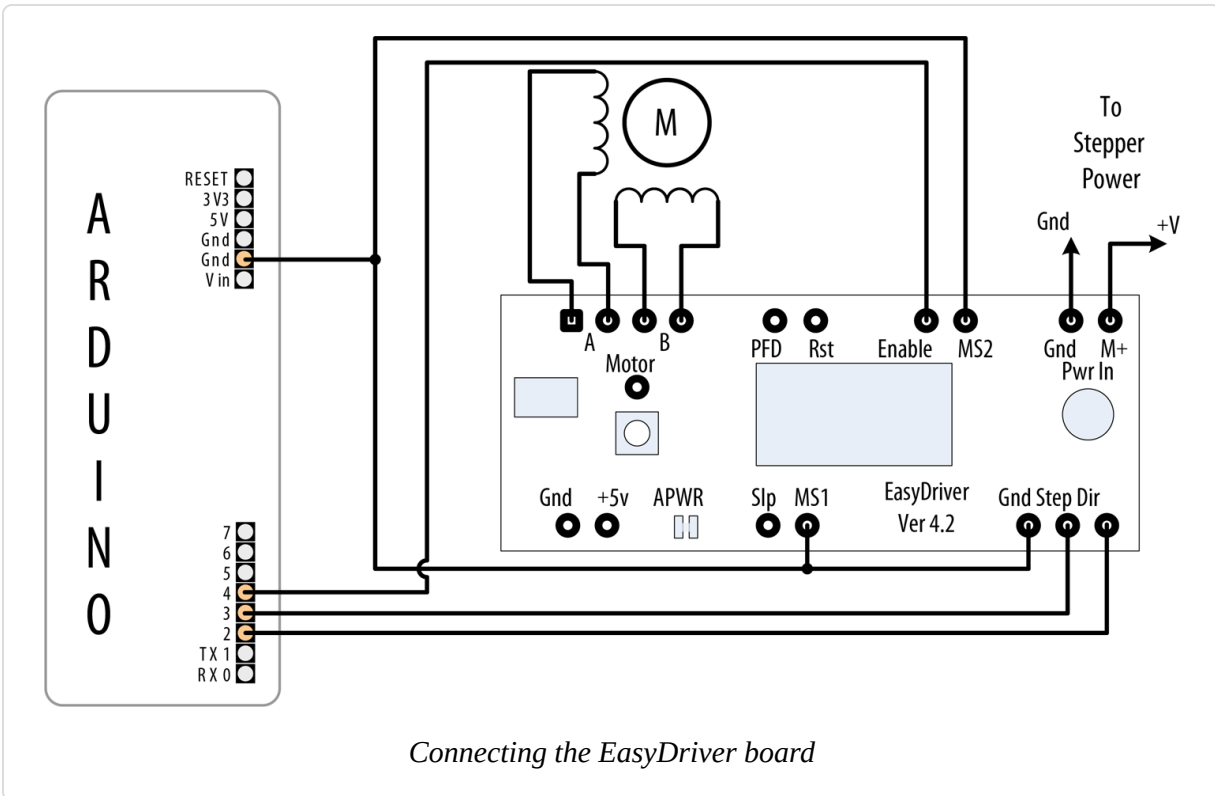 ARDUINO
RESET
3V3
5V
Gnd
Gnd
Vin
7
6
5
4
3
2
TX 1
RX 0
M
To
Stepper
Power
Gnd +V
A B
Motor
PFD Rst Enable MS2
Gnd M+
Pwr In
Gnd +5v APWR Slp MS1
EasyDriver
Ver 4.2
Gnd Step Dir
Connecting the EasyDriver board